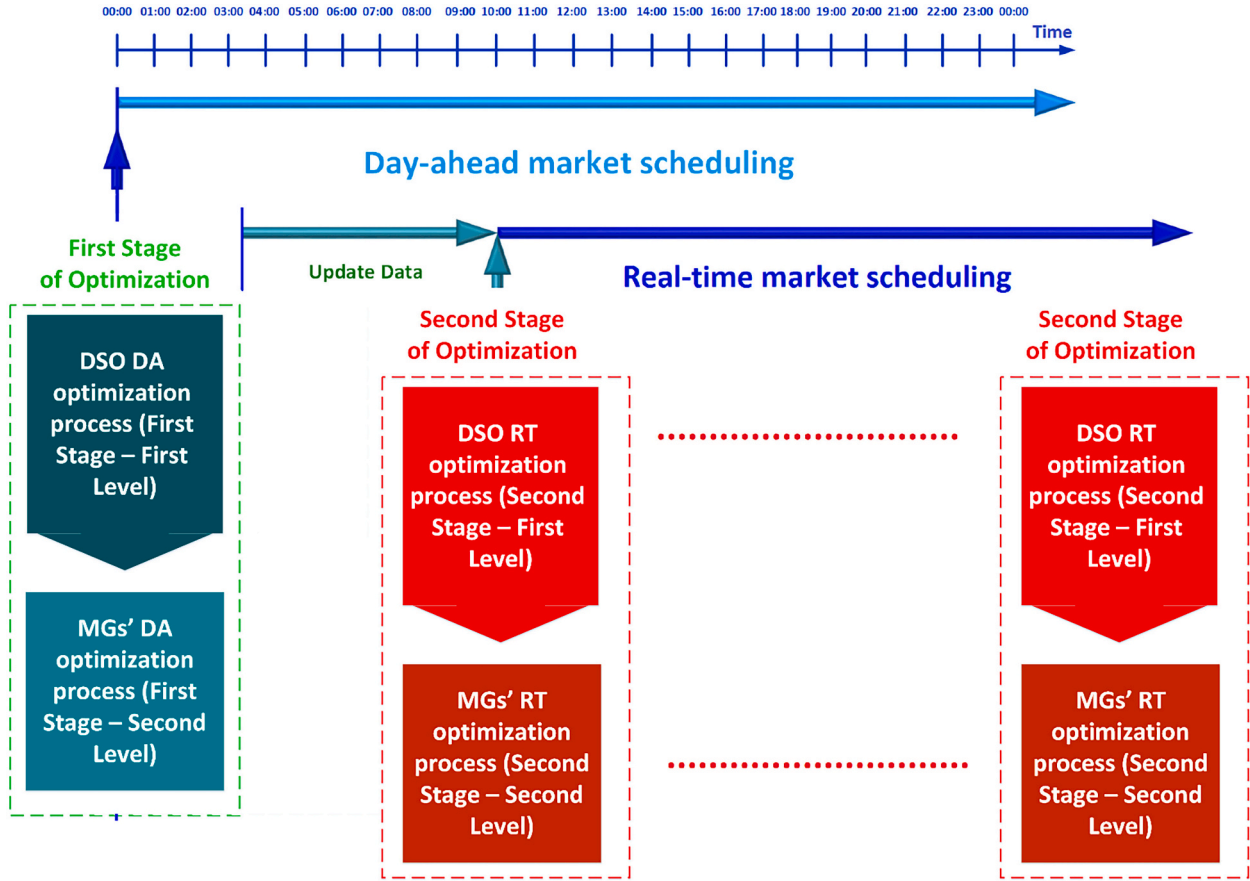 00:00 01:00 02:00 03:00 04:00 05:00 06:00 07:00 08:00 09:00 10:00 11:00 12:00 13:00 14:00 15:00 16:00 17:00 18:00 19:00 20:00 21:00 22:00 23:00 00:00
Time
Day-ahead market scheduling
First Stage
of Optimization
Update Data
Real-time market scheduling
DSO DA
optimization
process (First
Stage – First
Level)
MGs’ DA
optimization
process (First
Stage – Second
Level)
Second Stage
of Optimization
DSO RT
optimization
process (Second
Stage – First
Level)
MGs’ RT
optimization
process (Second
Stage – Second
Level)
Second Stage
of Optimization
DSO RT
optimization
process (Second
Stage – First
Level)
MGs’ RT
optimization
process (Second
Stage – Second
Level)